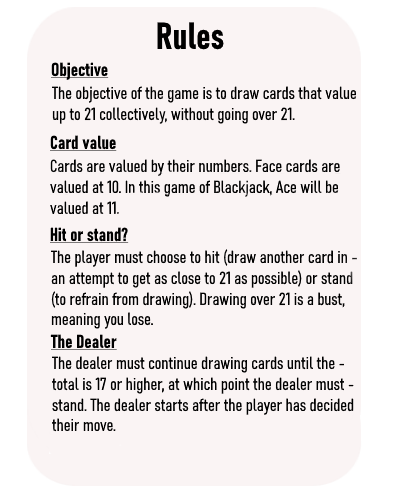 Rules
Objective
The objective of the game is to draw cards that value
up to 21 collectively, without going over 21.
Card value
Cards are valued by their numbers. Face cards are
valued at 10. In this game of Blackjack, Ace will be
valued at 11.
Hit or stand?
The player must choose to hit (draw another card in -
an attempt to get as close to 21 as possible) or stand
(to refrain from drawing). Drawing over 21 is a bust,
meaning you lose.
The Dealer
The dealer must continue drawing cards until the -
total is 17 or higher, at which point the dealer must -
stand. The dealer starts after the player has decided
their move.